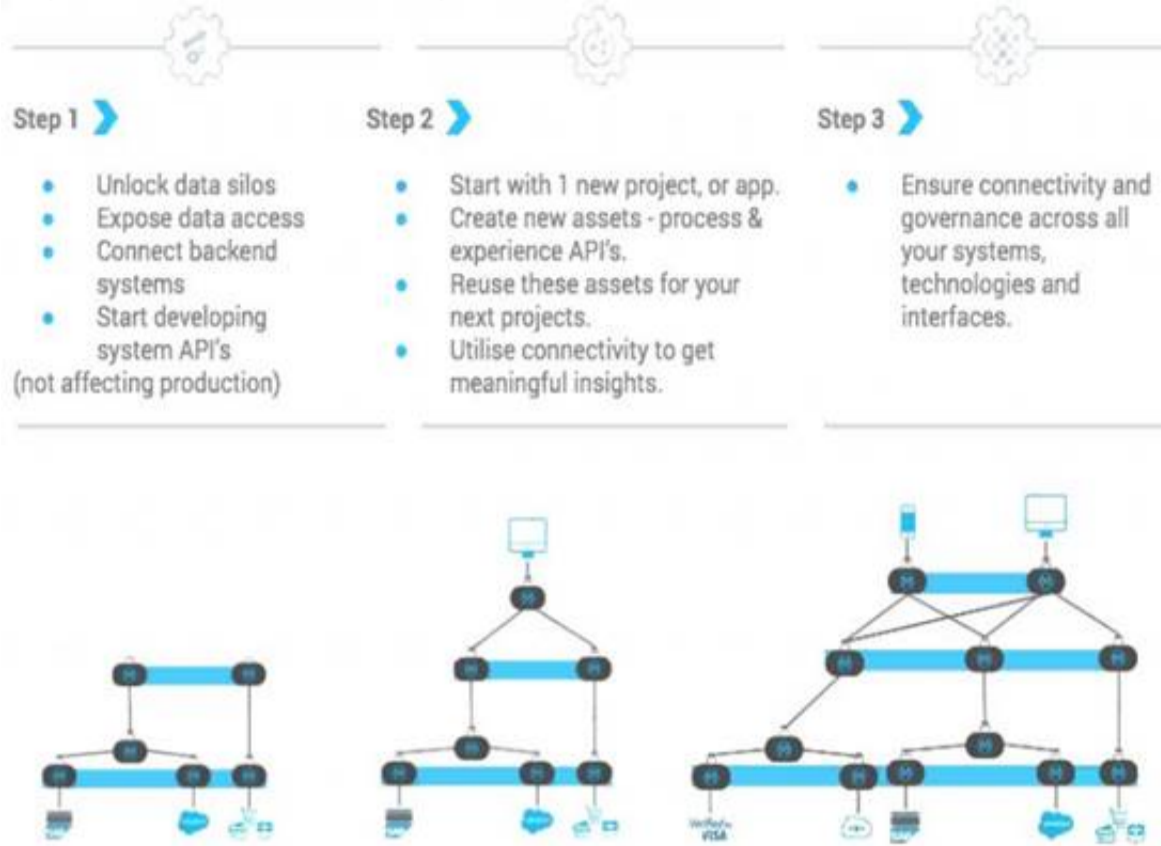 Step 1
Unlock data silos
Expose data access
Connect backend
systems
Start developing
system API's
(not affecting production)
Step 2
Start with 1 new project, or app.
Create new assets - process &
experience API's.
Reuse these assets for your
next projects.
Utilise connectivity to get
meaningful insights.
Step 3
Ensure connectivity and
governance across all
your systems,
technologies and
interfaces.
VISA